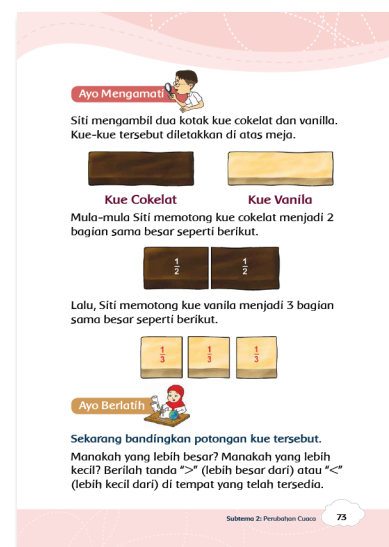 Ayo Mengamati
Siti mengambil dua kotak kue cokelat dan vanilla.
Kue-kue tersebut diletakkan di atas meja.
Kue Cokelat
Kue Vanila
Mula-mula Siti memotong kue cokelat menjadi 2
bagian sama besar seperti berikut.
1/2
1/2
Lalu, Siti memotong kue vanila menjadi 3 bagian
sama besar seperti berikut.
1/3
1/3
1/3
Ayo Berlatih
Sekarang bandingkan potongan kue tersebut.
Manakah yang lebih besar? Manakah yang lebih
kecil? Berilah tanda “>” (lebih besar dari) atau “<”
(lebih kecil dari) di tempat yang telah tersedia.
Subtema 2: Perubahan Cuaca
73